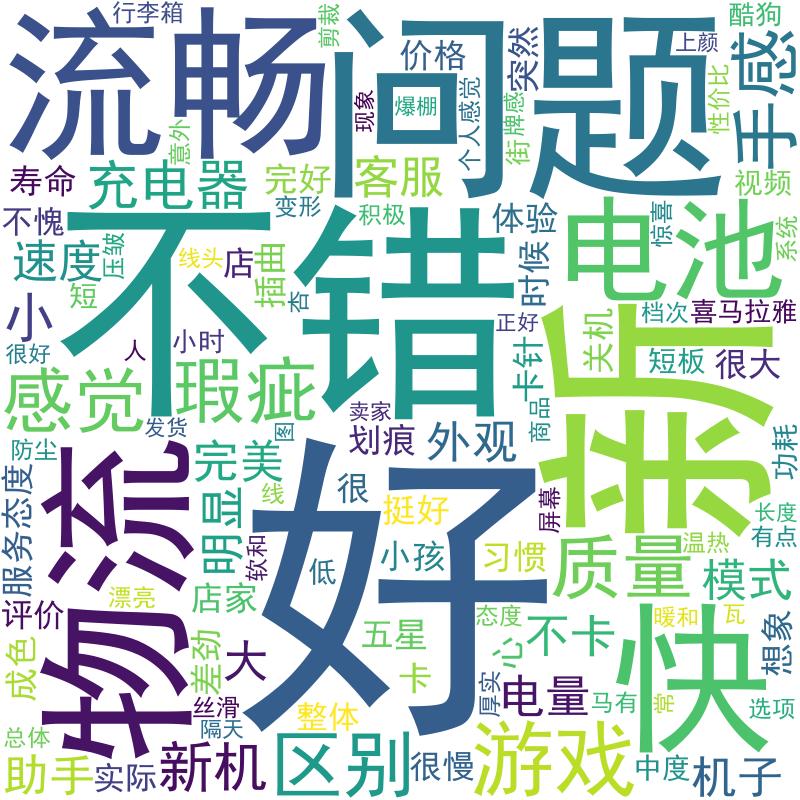 行李箱
剪裁
酷狗
流畅
问题
价格
突然
上颜
手感
现象
爆棚
个人感觉
街牌感
性价比
意外
寿命
充电器
完好
客服
视频
不愧
变形
积极
体验
惊喜
系统
不错
电池
速度
压皱
线头
店
插曲
杏
时候
短
小
小时
正好
档次
喜马拉雅
很好
人
关机
短板
很大
感觉
瑕疵
卡针
新
卖家
商品
发货
图
划痕
外观
防尘
完美
功耗
物流
好
很
挺好
屏幕
长度
有点
服务态度
明显
线
软和
低
小孩
习惯
质量
温热
模式
漂亮
店家
评价
态度
暖和
瓦
五星
心
不卡
快
想象
成色
差劲
大
卡
丝滑
厚实
电量
马有
选项
整体
隔天
总体
助手
实际
新机
区别
很慢
游戏
中度
机子